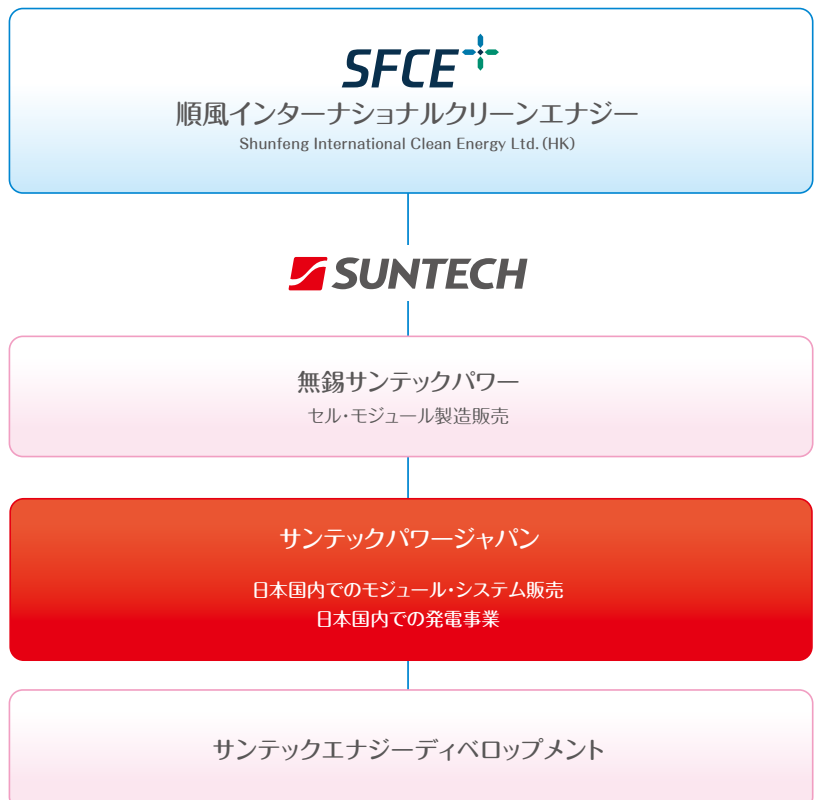 SFCE
順風インターナショナルクリーンエナジー
Shunfeng International Clean Energy Ltd.(HK)
SUNTECH
無錫サンテックパワー
セル・モジュール製造販売
サンテックパワージャパン
日本国内でのモジュール・システム販売
日本国内での発電事業
サンテックエナジーディベロップメント